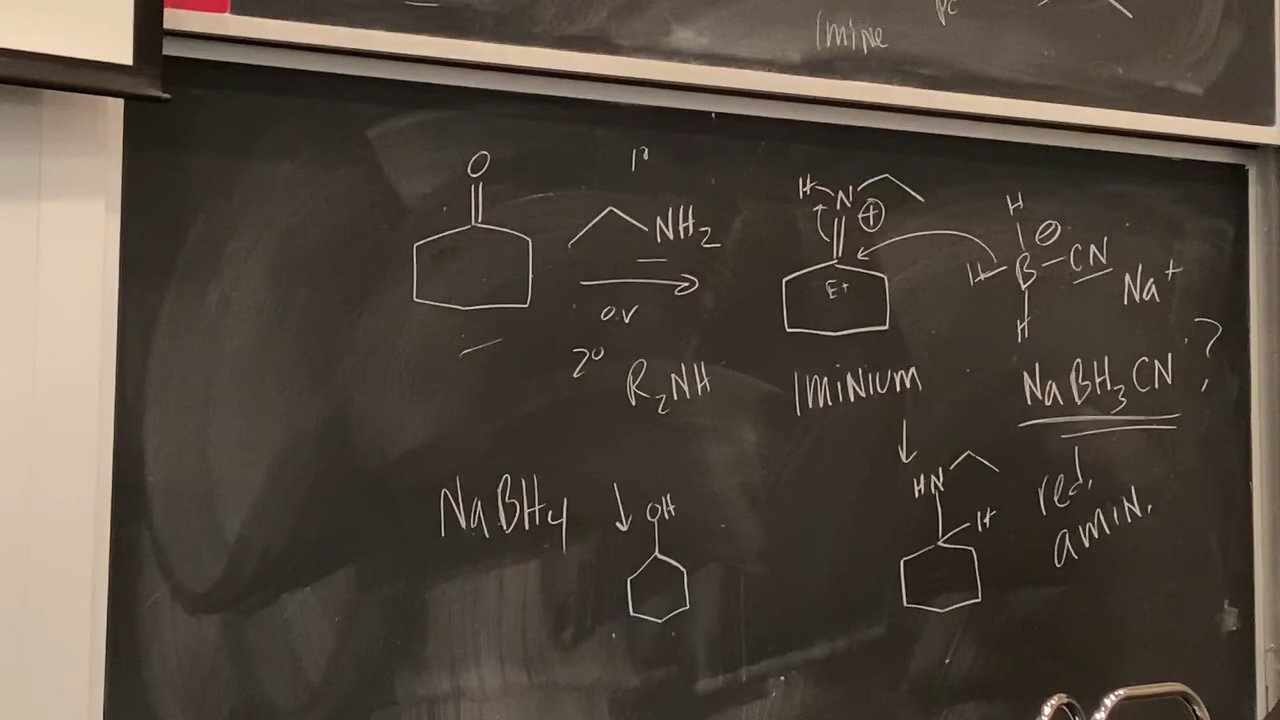 Imine
O
1°
NH2
or
2° R2NH
H N ⊕
E+
Iminium
H
H B ⊖ CN
H
Na+
NaBH3CN ?
red.
amin.
NaBH4
OH
HN
H